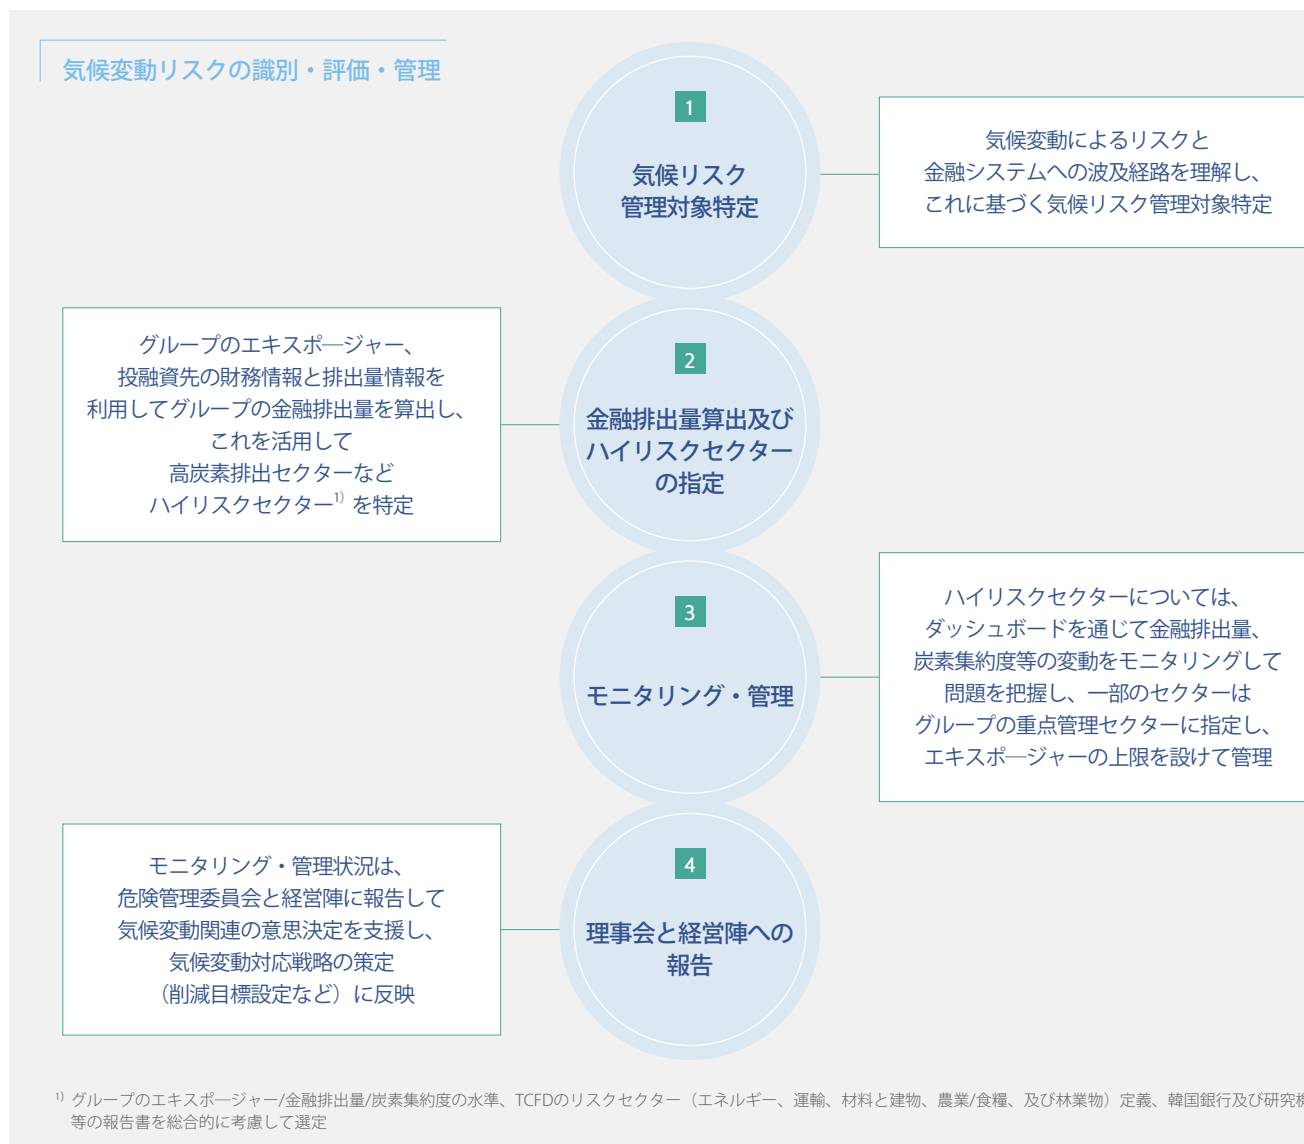 気候変動リスクの識別・評価・管理
1
気候リスク
管理対象特定
気候変動によるリスクと
金融システムへの波及経路を理解し、
これに基づく気候リスク管理対象特定
グループのエキスポ―ジャー、
投融資先の財務情報と排出量情報を
利用してグループの金融排出量を算出し、
これを活用して
高炭素排出セクターなど
ハイリスクセクター1) を特定
2
金融排出量算出及び
ハイリスクセクター
の指定
3
モニタリング・管理
ハイリスクセクターについては、
ダッシュボードを通じて金融排出量、
炭素集約度等の変動をモニタリングして
問題を把握し、一部のセクターは
グループの重点管理セクターに指定し、
エキスポ―ジャーの上限を設けて管理
モニタリング・管理状況は、
危険管理委員会と経営陣に報告して
気候変動関連の意思決定を支援し、
気候変動対応戦略の策定
（削減目標設定など）に反映
4
理事会と経営陣への
報告
1) グループのエキスポ―ジャー/金融排出量/炭素集約度の水準、TCFDのリスクセクター（エネルギー、運輸、材料と建物、農業/食糧、及び林業物）定義、韓国銀行及び研究
等の報告書を総合的に考慮して選定